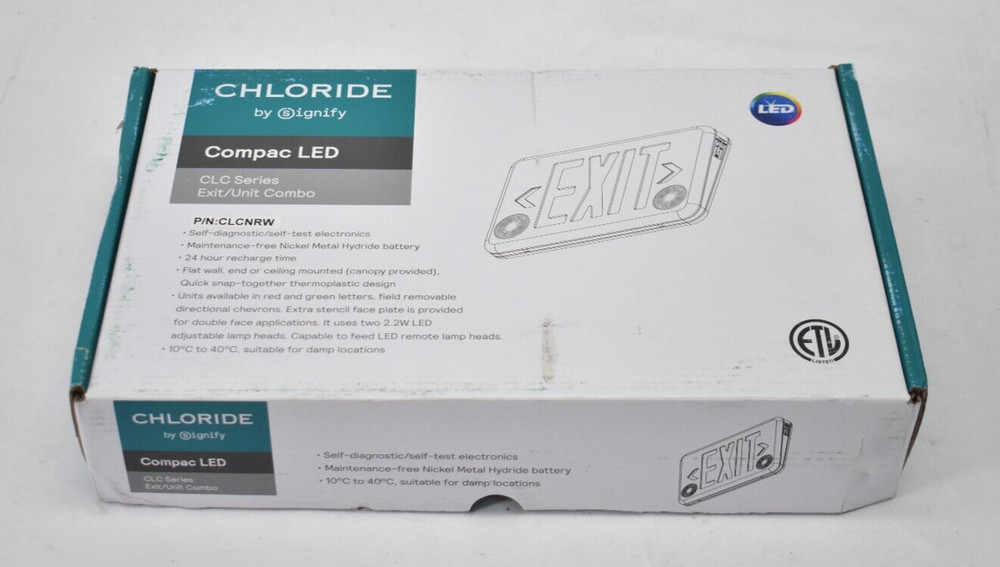 CHLORIDE
by Signify
Compac LED
CLC Series
Exit/Unit Combo
P/N:CLCNRW
• Self-diagnostic/self-test electronics
• Maintenance-free Nickel Metal Hydride battery
• 24 hour recharge time
• Flat wall, end or ceiling mounted (canopy provided).
Quick snap-together thermoplastic design
• Units available in red and green letters, field removable
directional chevrons. Extra stencil face plate is provided
for double face applications. It uses two 2.2W LED
adjustable lamp heads. Capable to feed LED remote lamp heads.
• 10°C to 40°C, suitable for damp locations
LED
EXIT
ETL
LISTED
CHLORIDE
by Signify
Compac LED
CLC Series
Exit/Unit Combo
• Self-diagnostic/self-test electronics
• Maintenance-free Nickel Metal Hydride battery
• 10°C to 40°C, suitable for damp locations
EXIT